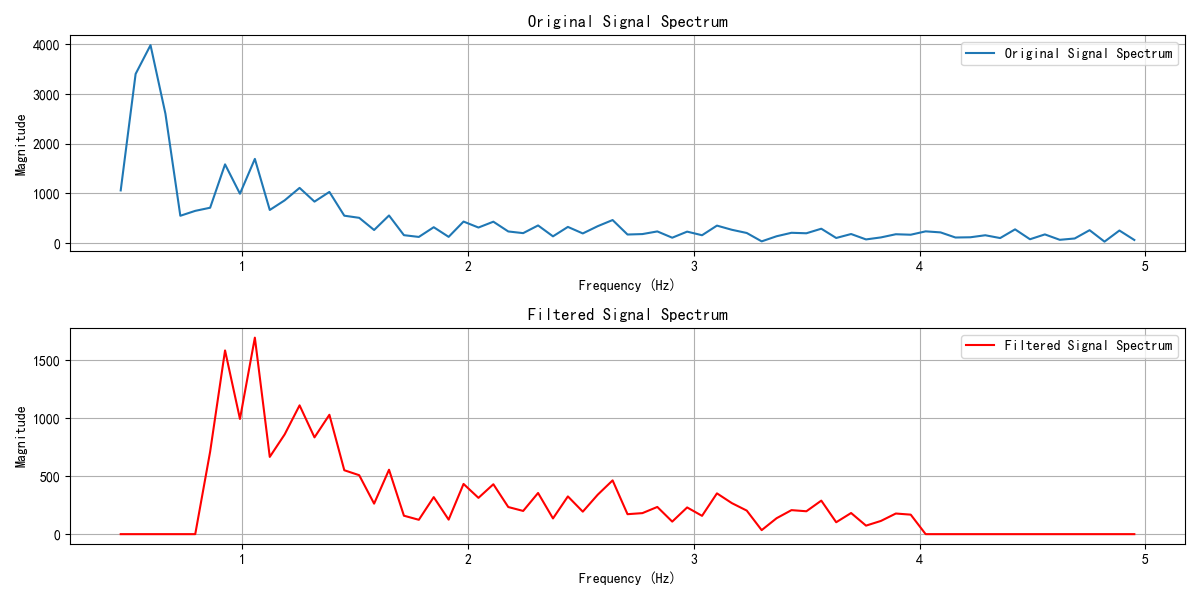 Original Signal Spectrum
Original Signal Spectrum
4000
3000
2000
1000
0
Magnitude
1 2 3 4 5
Frequency (Hz)
Filtered Signal Spectrum
Filtered Signal Spectrum
1500
1000
500
0
Magnitude
1 2 3 4 5
Frequency (Hz)